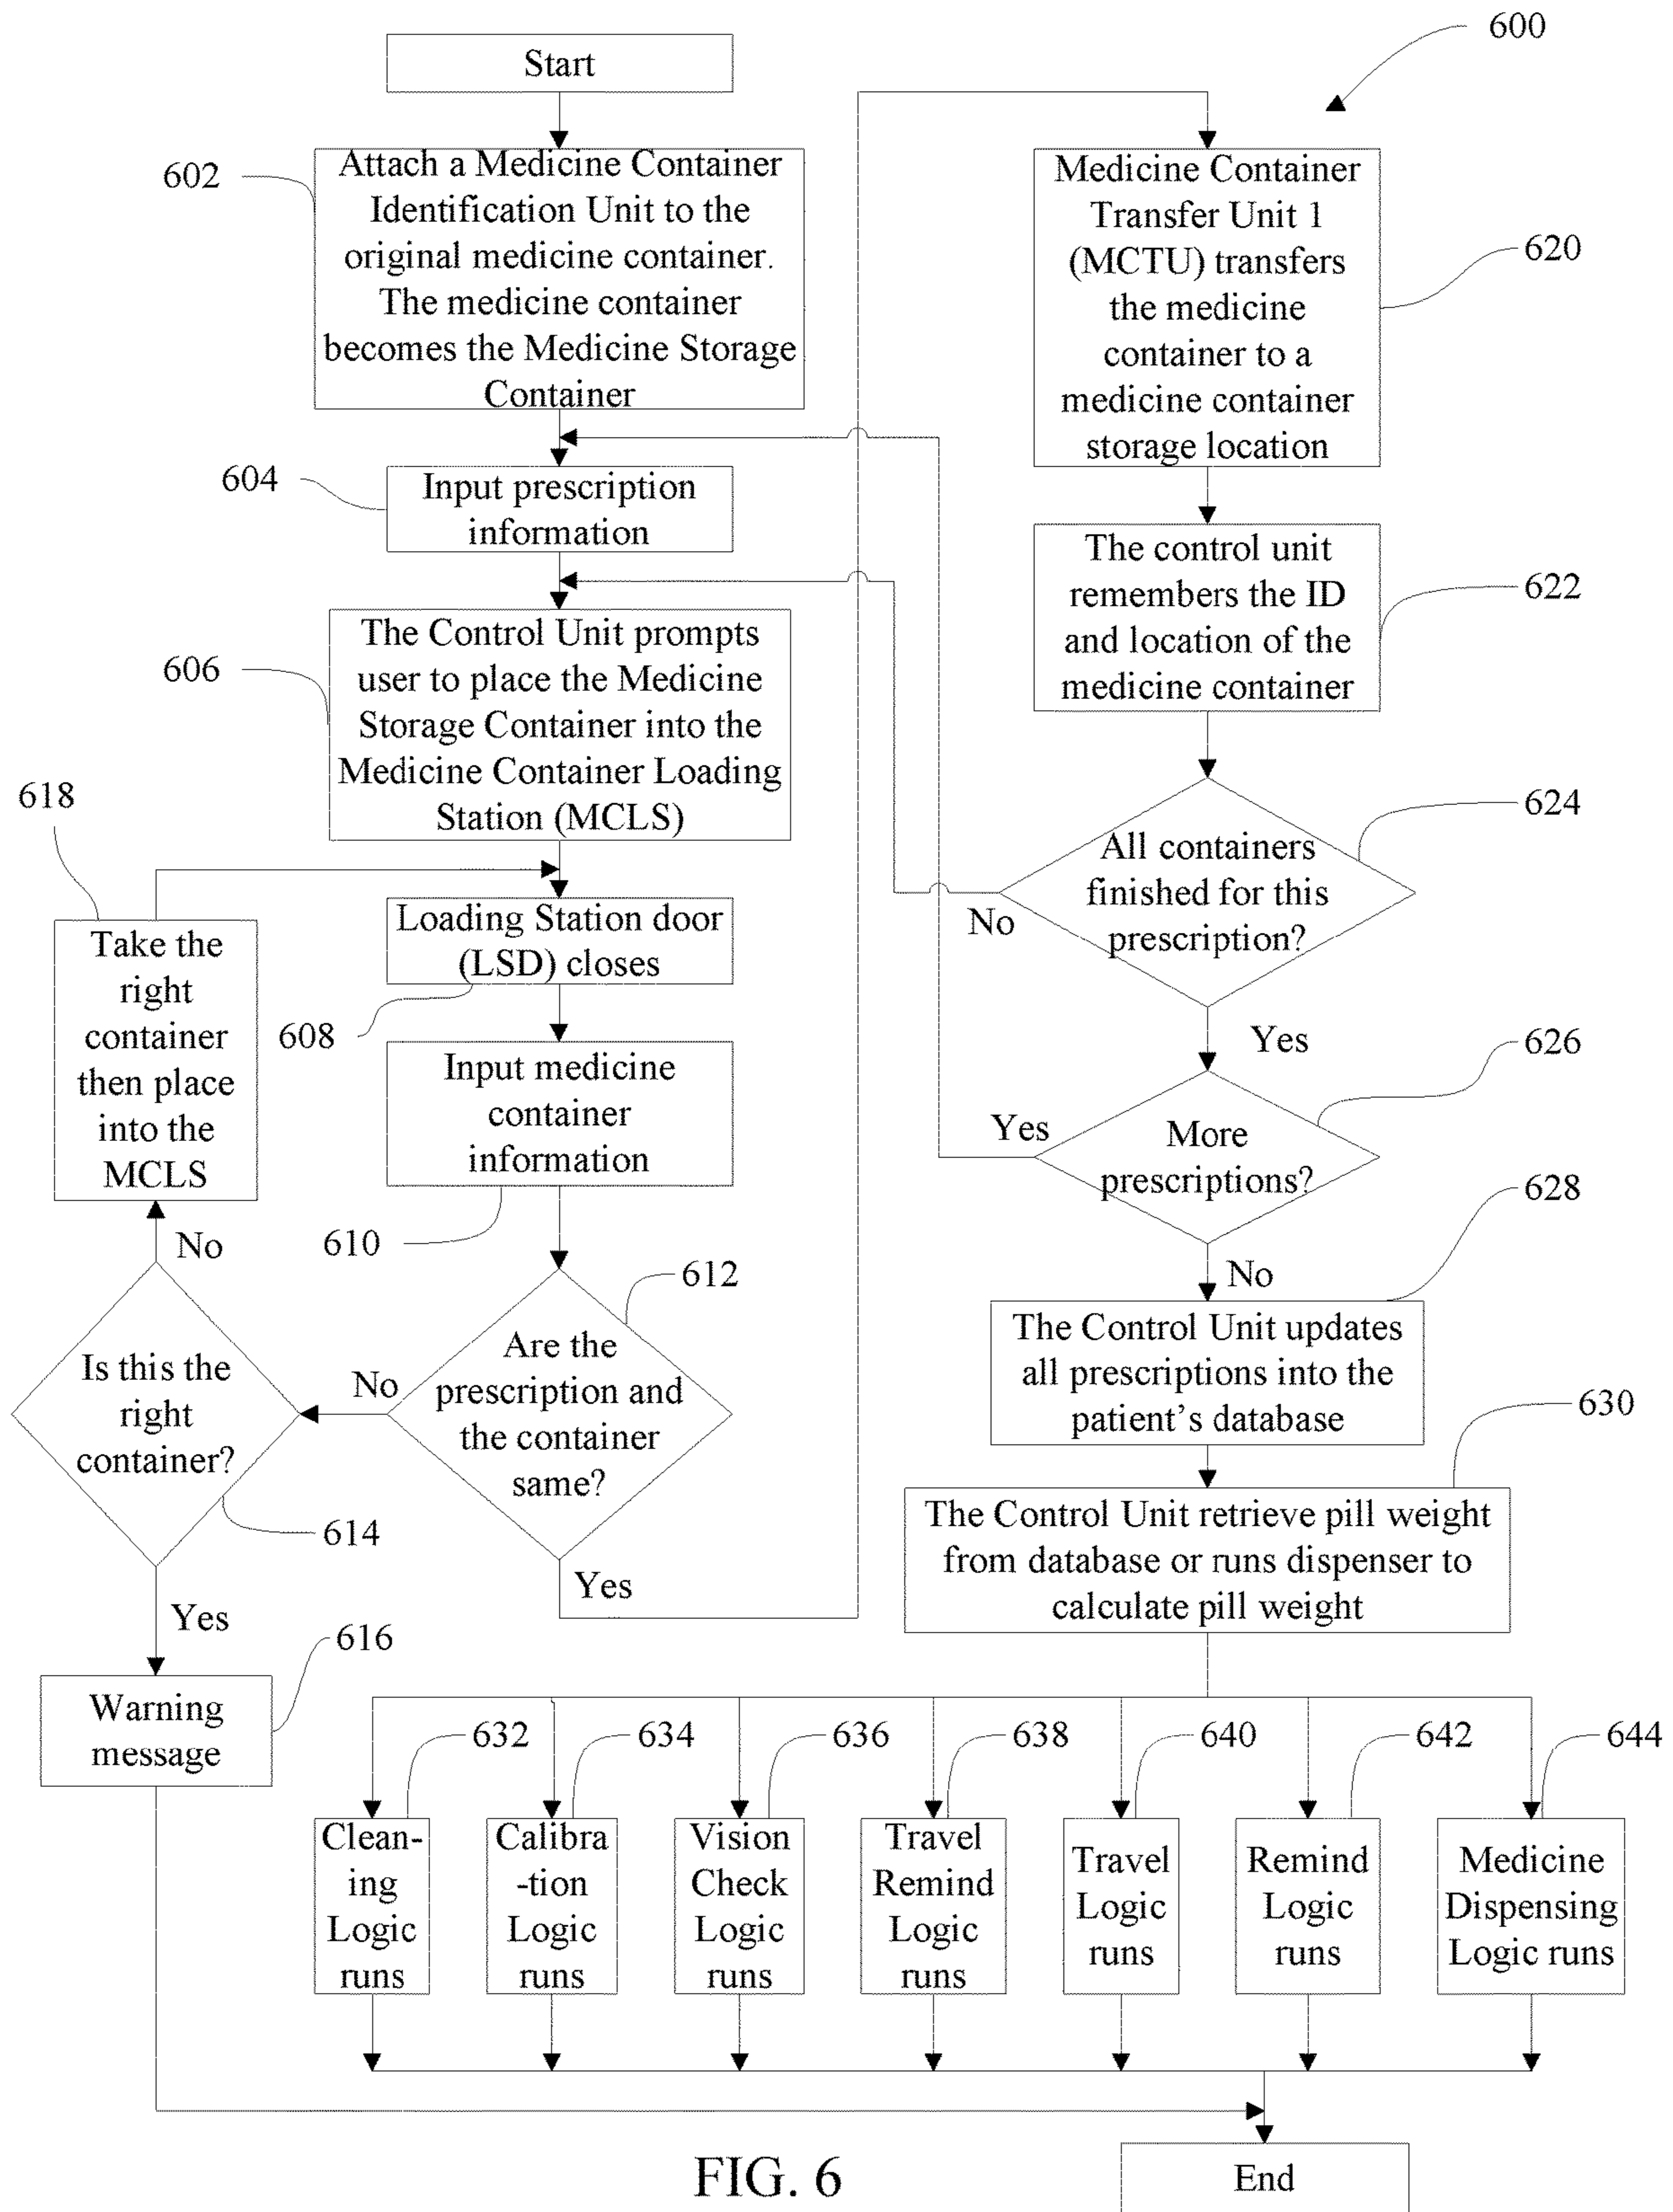 600
Start
602
Attach a Medicine Container
Identification Unit to the
original medicine container.
The medicine container
becomes the Medicine Storage
Container
604
Input prescription
information
606
The Control Unit prompts
user to place the Medicine
Storage Container into the
Medicine Container Loading
Station (MCLS)
618
Take the
right
container
then place
into the
MCLS
Loading Station door
(LSD) closes
608
Input medicine
container
information
610
612
Are the
prescription and
the container
same?
No
Yes
No
Is this the
right
container?
614
Yes
616
Warning
message
Medicine Container
Transfer Unit 1
(MCTU) transfers
the medicine
container to a
medicine container
storage location
620
The control unit
remembers the ID
and location of the
medicine container
622
624
All containers
finished for this
prescription?
No
Yes
626
More
prescriptions?
Yes
No
628
The Control Unit updates
all prescriptions into the
patient's database
630
The Control Unit retrieve pill weight
from database or runs dispenser to
calculate pill weight
632
Clean-
ing
Logic
runs
634
Calibra
-tion
Logic
runs
636
Vision
Check
Logic
runs
638
Travel
Remind
Logic
runs
640
Travel
Logic
runs
642
Remind
Logic
runs
644
Medicine
Dispensing
Logic runs
End
FIG. 6